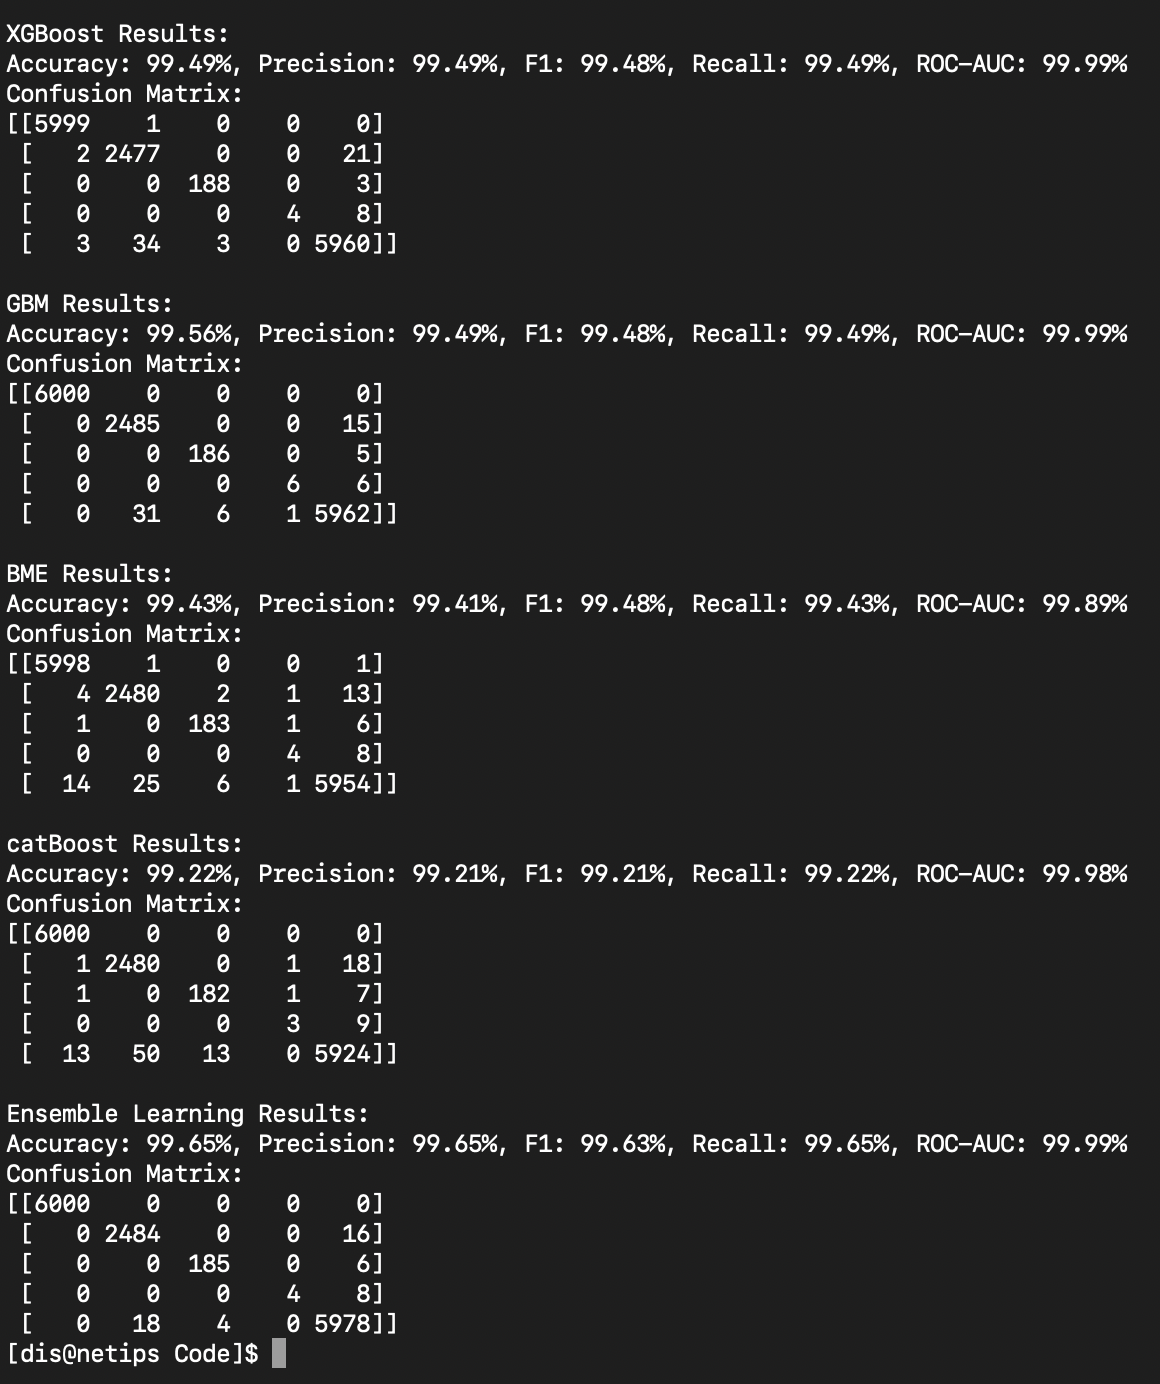 XGBoost Results:
Accuracy: 99.49%, Precision: 99.49%, F1: 99.48%, Recall: 99.49%, ROC-AUC: 99.99%
Confusion Matrix:
[[5999    1    0    0    0]
 [   2 2477    0    0   21]
 [   0    0  188    0    3]
 [   0    0    0    4    8]
 [   3   34    3    0 5960]]

GBM Results:
Accuracy: 99.56%, Precision: 99.49%, F1: 99.48%, Recall: 99.49%, ROC-AUC: 99.99%
Confusion Matrix:
[[6000    0    0    0    0]
 [   0 2485    0    0   15]
 [   0    0  186    0    5]
 [   0    0    0    6    6]
 [   0   31    6    1 5962]]

BME Results:
Accuracy: 99.43%, Precision: 99.41%, F1: 99.48%, Recall: 99.43%, ROC-AUC: 99.89%
Confusion Matrix:
[[5998    1    0    0    1]
 [   4 2480    2    1   13]
 [   1    0  183    1    6]
 [   0    0    0    4    8]
 [  14   25    6    1 5954]]

catBoost Results:
Accuracy: 99.22%, Precision: 99.21%, F1: 99.21%, Recall: 99.22%, ROC-AUC: 99.98%
Confusion Matrix:
[[6000    0    0    0    0]
 [   1 2480    0    1   18]
 [   1    0  182    1    7]
 [   0    0    0    3    9]
 [  13   50   13    0 5924]]

Ensemble Learning Results:
Accuracy: 99.65%, Precision: 99.65%, F1: 99.63%, Recall: 99.65%, ROC-AUC: 99.99%
Confusion Matrix:
[[6000    0    0    0    0]
 [   0 2484    0    0   16]
 [   0    0  185    0    6]
 [   0    0    0    4    8]
 [   0   18    4    0 5978]]
[dis@netips Code]$